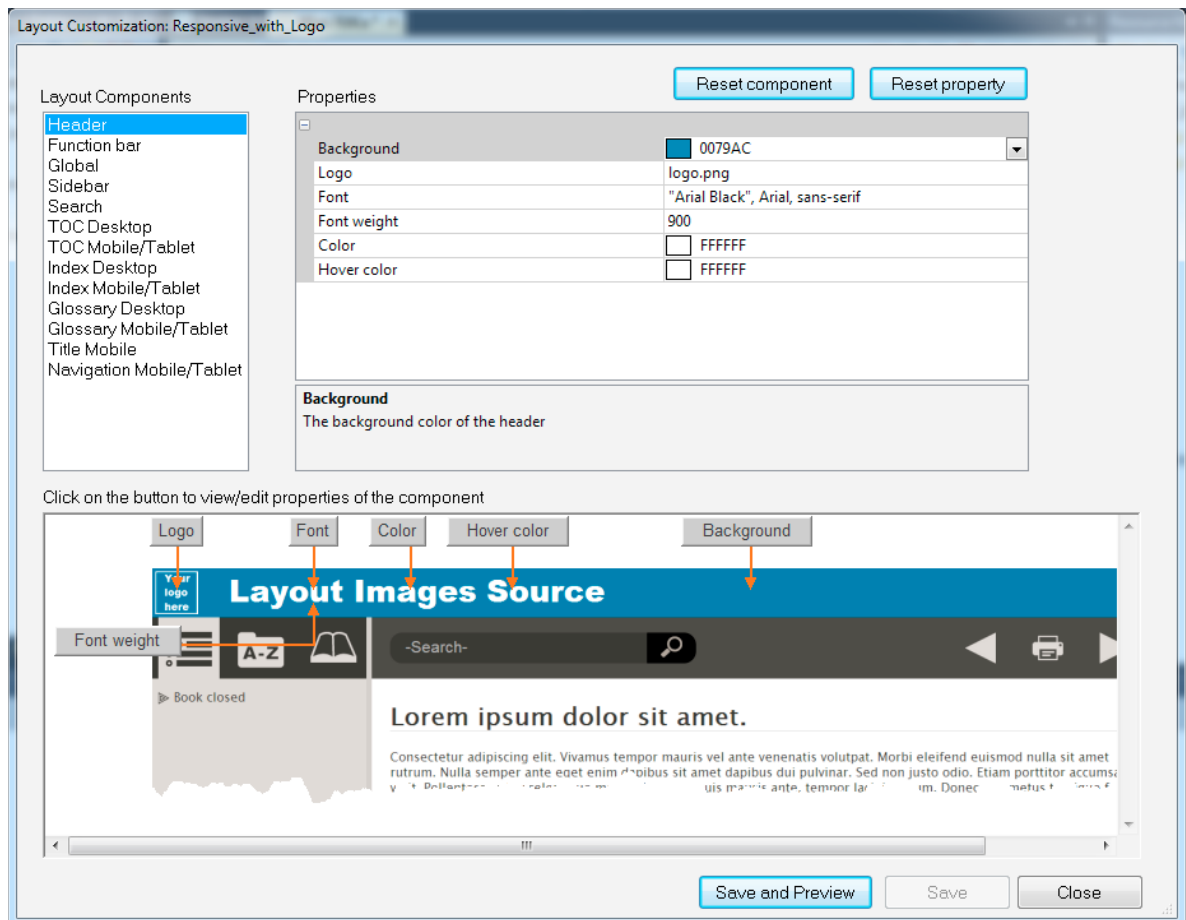 Layout Customization: Responsive_with_Logo
Reset component
Reset property
Layout Components
Properties
Header
Function bar
Global
Sidebar
Search
TOC Desktop
TOC Mobile/Tablet
Index Desktop
Index Mobile/Tablet
Glossary Desktop
Glossary Mobile/Tablet
Title Mobile
Navigation Mobile/Tablet
Background 0079AC
Logo logo.png
Font "Arial Black", Arial, sans-serif
Font weight 900
Color FFFFFF
Hover color FFFFFF
Background
The background color of the header
Click on the button to view/edit properties of the component
Logo Font Color Hover color Background
Your
logo
here
Layout Images Source
Font weight
A-Z
-Search-
Book closed
Lorem ipsum dolor sit amet.
Consectetur adipiscing elit. Vivamus tempor mauris vel ante venenatis volutpat. Morbi eleifend euismod nulla sit amet
rutrum. Nulla semper ante eget enim dapibus sit amet dapibus dui pulvinar. Sed non justo odio. Etiam porttitor accumsa
uis mauris ante, tempor Donec metus
Save and Preview
Save
Close